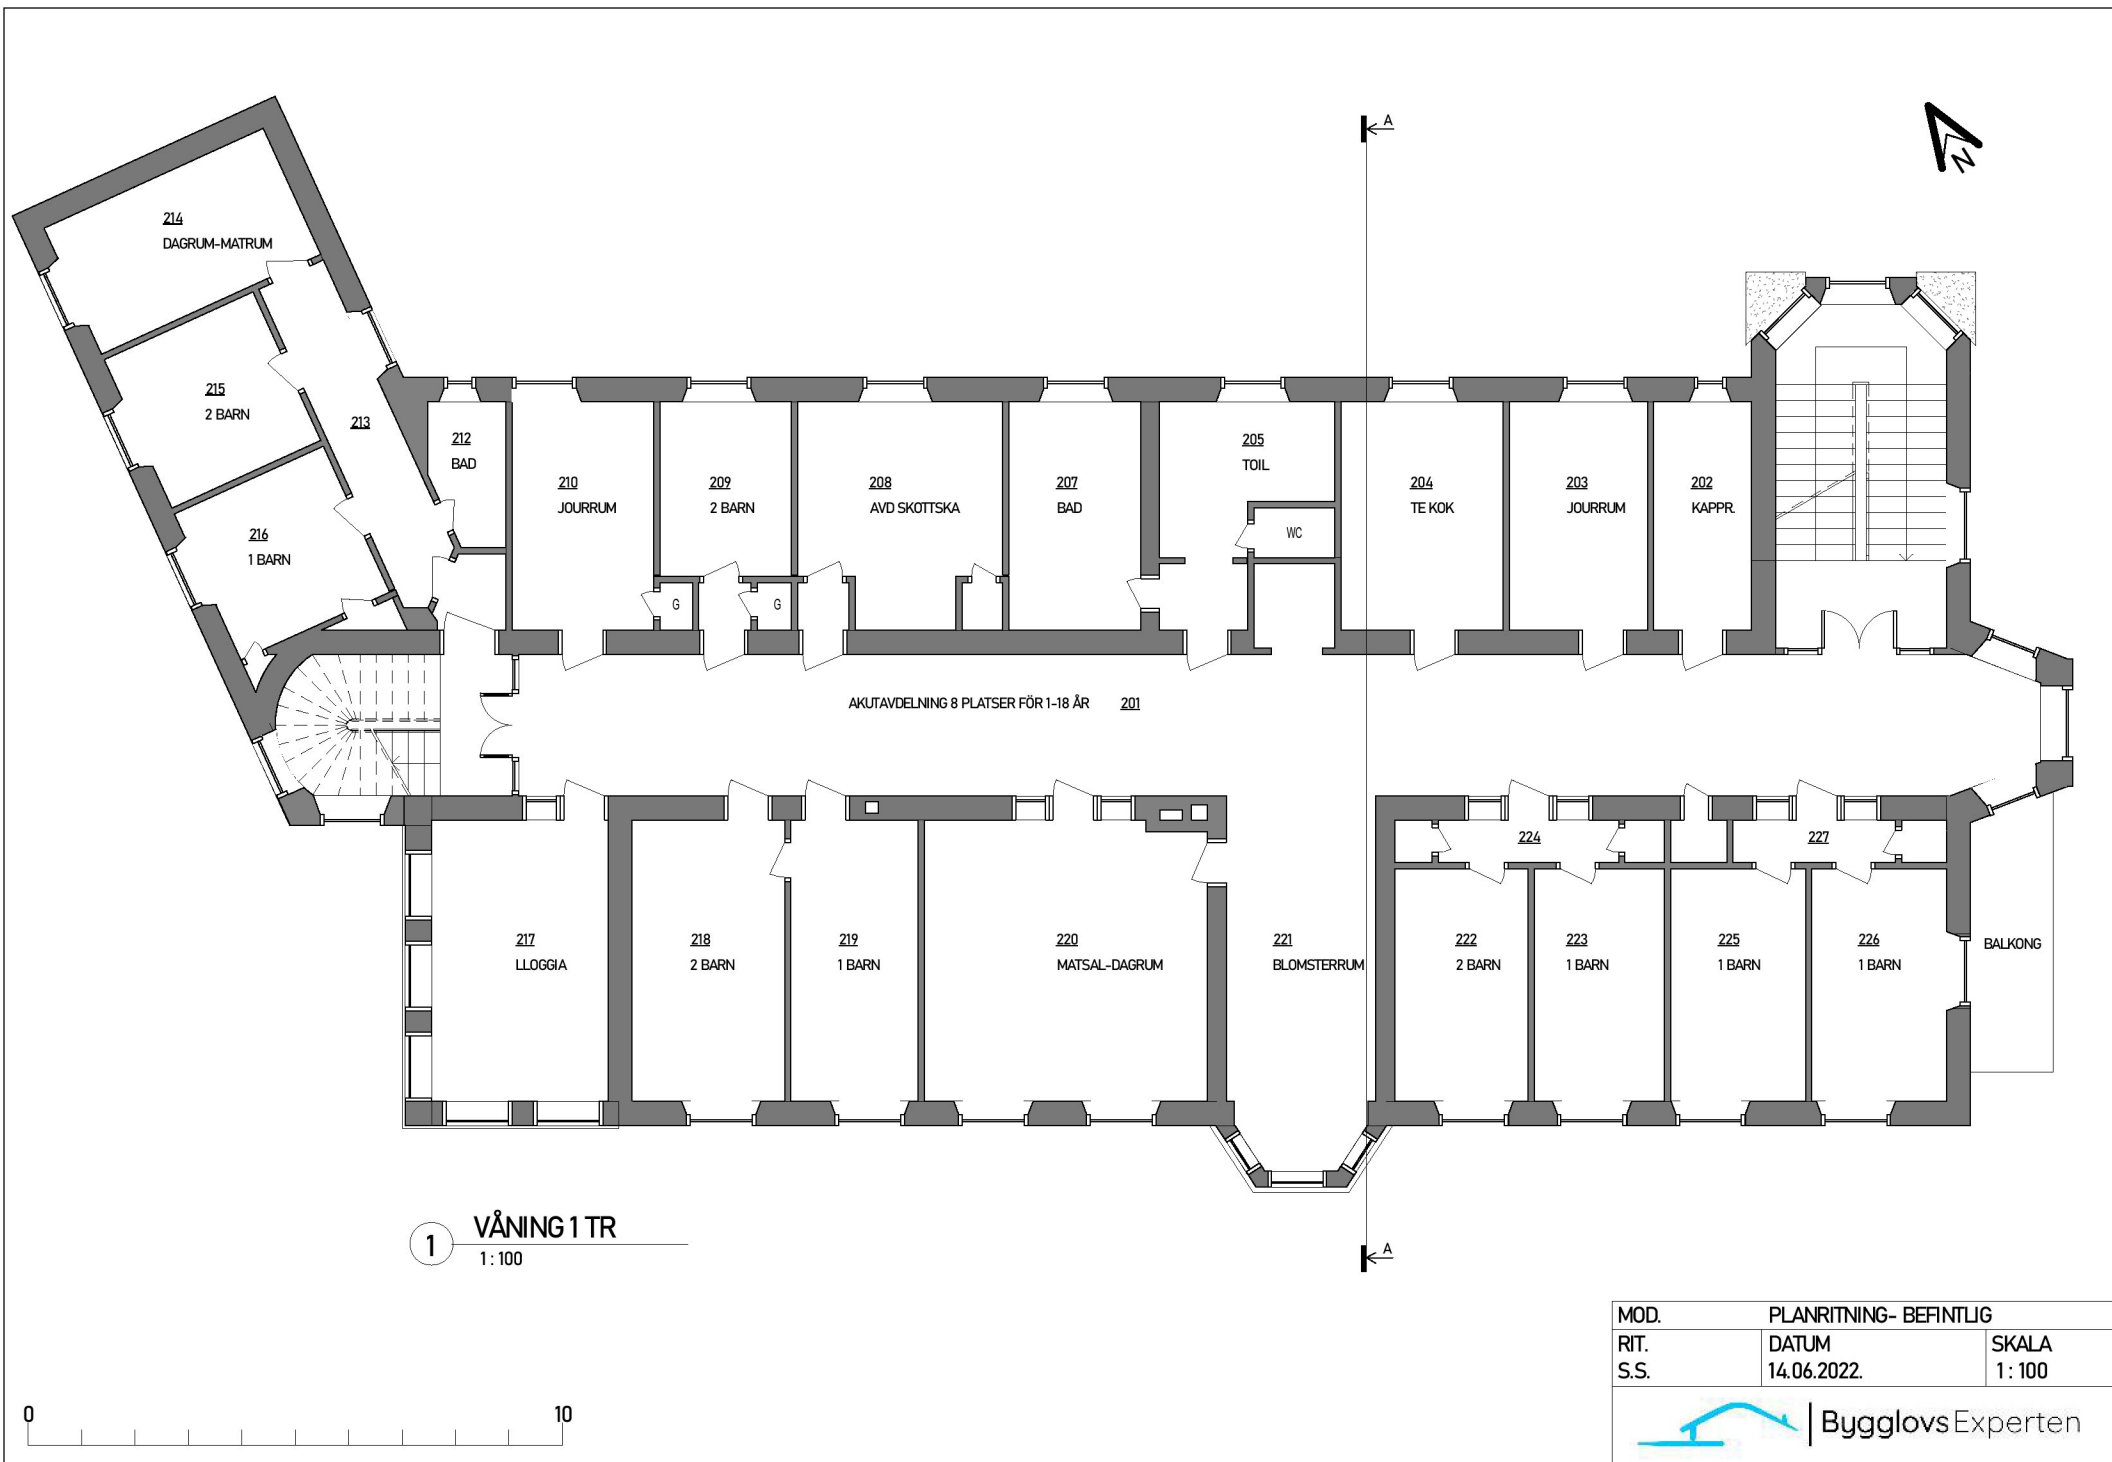 A
N
214
DAGRUM-MATRUM
215
2 BARN
213
216
1 BARN
212
BAD
210
JOURRUM
209
2 BARN
208
AVD SKOTTSKA
207
BAD
205
TOIL
WC
204
TE KOK
203
JOURRUM
202
KAPPR.
G
G
AKUTAVDELNING 8 PLATSER FÖR 1-18 ÅR 201
224
227
217
LLOGGIA
218
2 BARN
219
1 BARN
220
MATSAL-DAGRUM
221
BLOMSTERRUM
222
2 BARN
223
1 BARN
225
1 BARN
226
1 BARN
BALKONG
A
1
VÅNING 1 TR
1 : 100
0 10
MOD. PLANRITNING- BEFINTLIG
RIT. DATUM SKALA
S.S. 14.06.2022. 1 : 100
BygglovsExperten